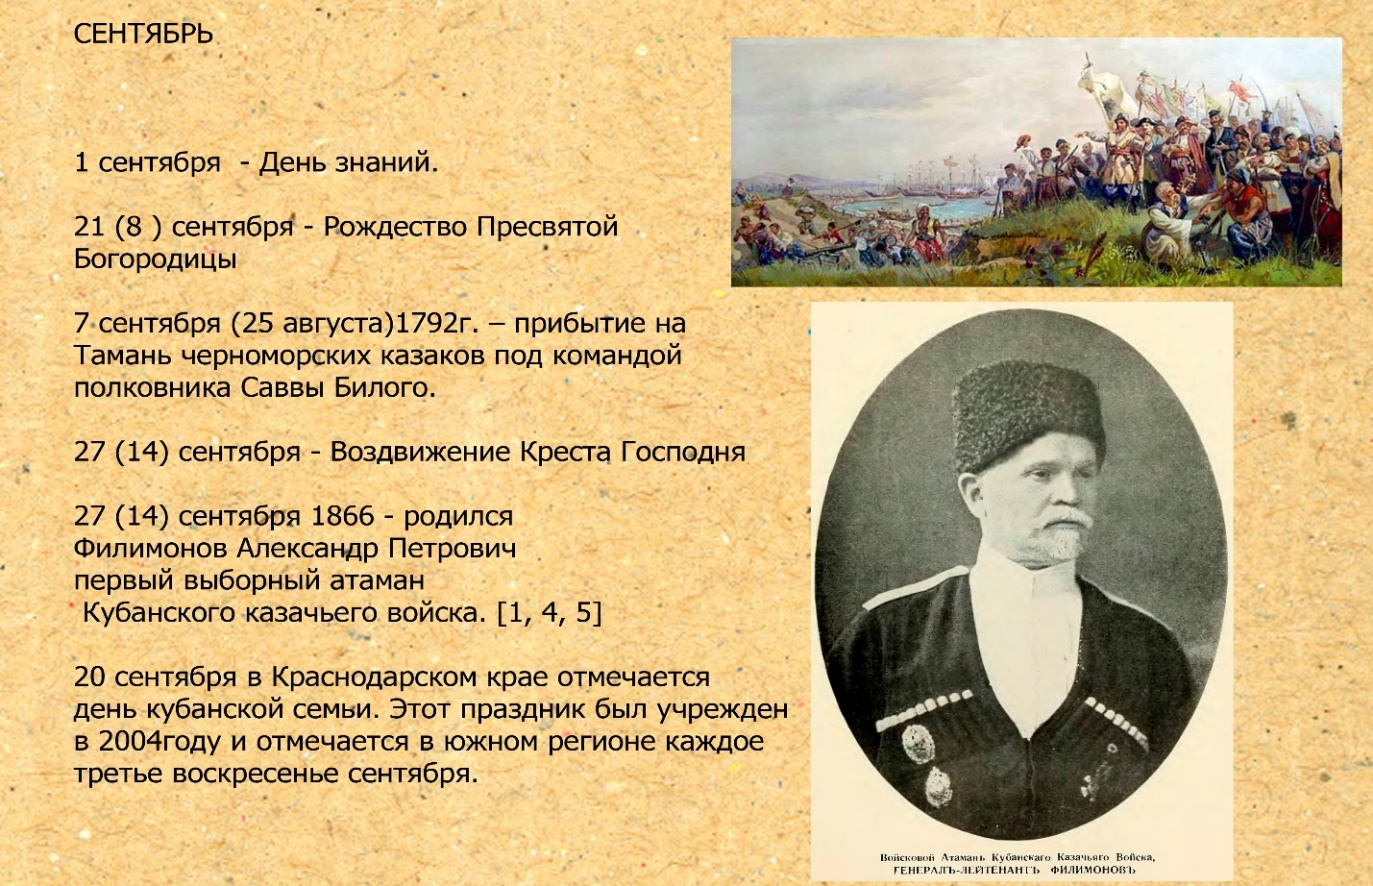 СЕНТЯБРЬ
1 сентября  - День знаний.
21 (8 ) сентября - Рождество Пресвятой
Богородицы
7 сентября (25 августа)1792г. – прибытие на
Тамань черноморских казаков под командой
полковника Саввы Билого.
27 (14) сентября - Воздвижение Креста Господня
27 (14) сентября 1866 - родился
Филимонов Александр Петрович
первый выборный атаман
Кубанского казачьего войска. [1, 4, 5]
20 сентября в Краснодарском крае отмечается
день кубанской семьи. Этот праздник был учрежден
в 2004году и отмечается в южном регионе каждое
третье воскресенье сентября.
Войсковой Атаманъ Кубанскаго Казачьяго Войска,
ГЕНЕРАЛЪ-ЛЕЙТЕНАНТЪ ФИЛИМОНОВЪ